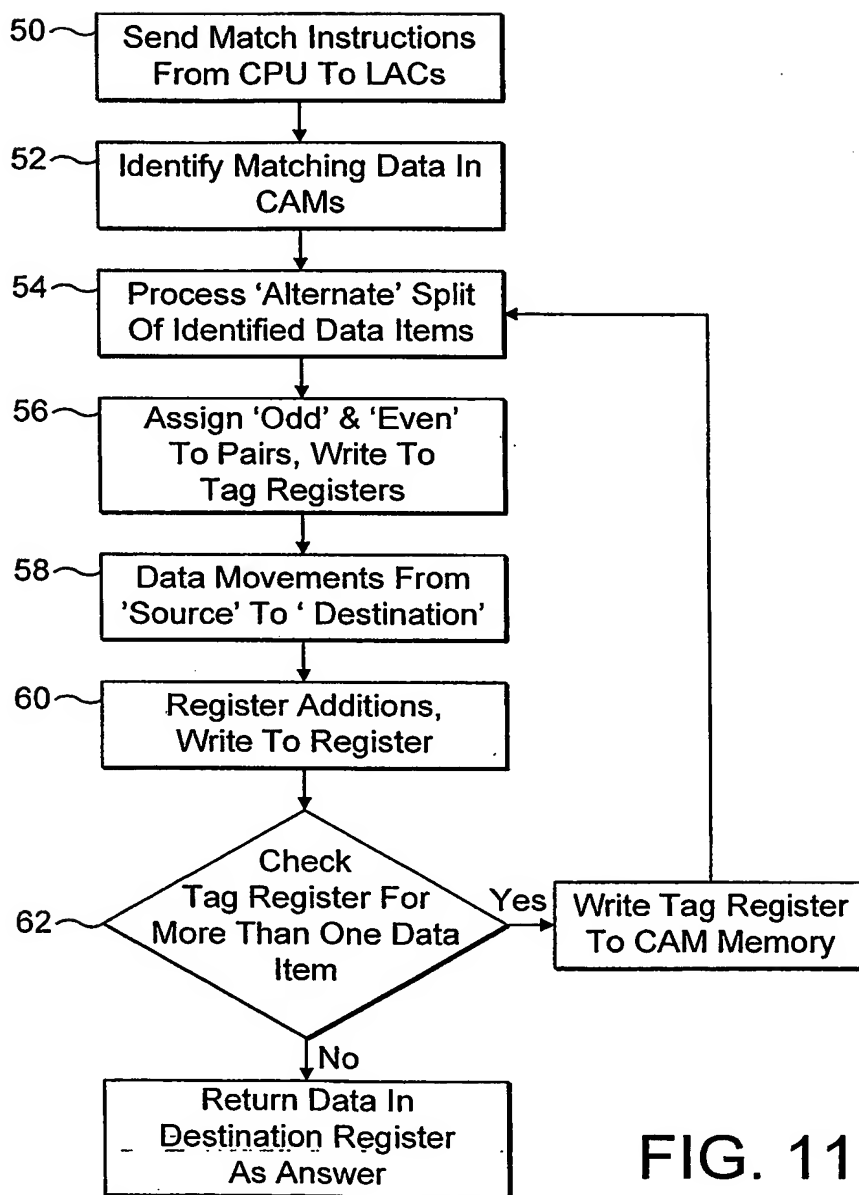 50
Send Match Instructions
From CPU To LACs
52
Identify Matching Data In
CAMs
54
Process 'Alternate' Split
Of Identified Data Items
56
Assign 'Odd' & 'Even'
To Pairs, Write To
Tag Registers
58
Data Movements From
'Source' To ' Destination'
60
Register Additions,
Write To Register
62
Check
Tag Register For
More Than One Data
Item
Yes
Write Tag Register
To CAM Memory
No
Return Data In
Destination Register
As Answer
FIG. 11